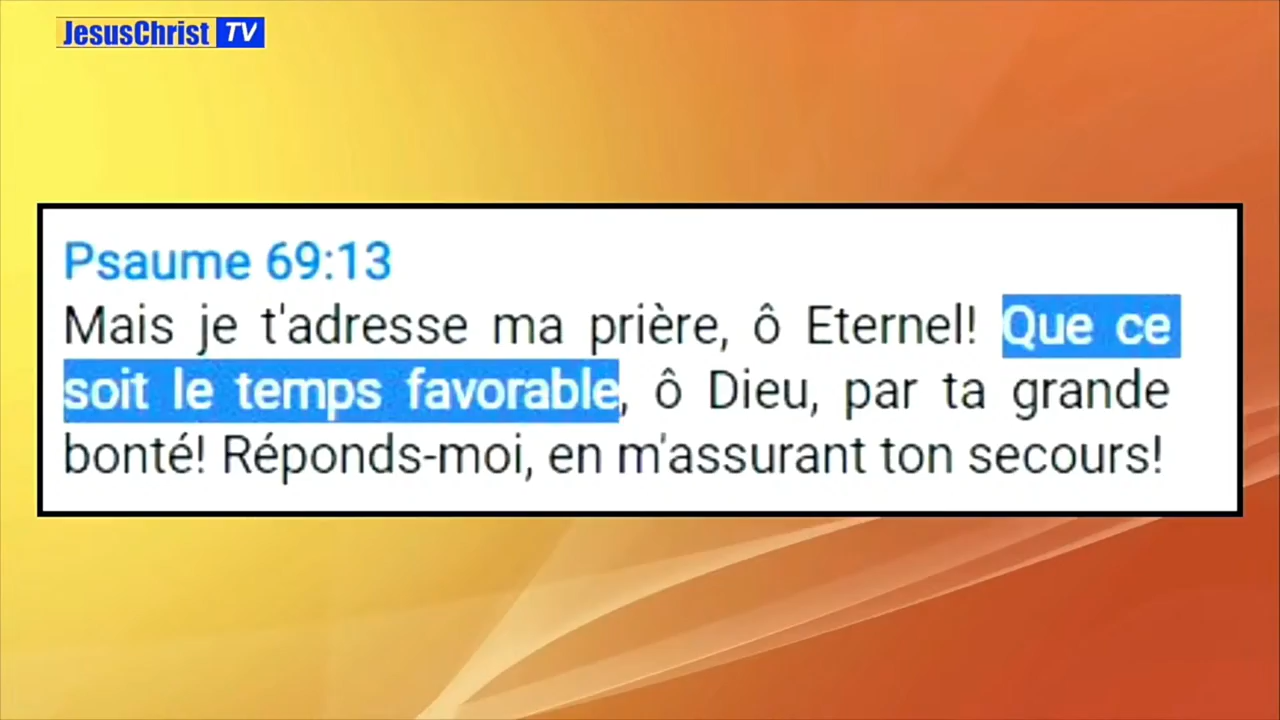 JesusChrist TV
Psaume 69:13
Mais je t'adresse ma prière, ô Eternel! Que ce
soit le temps favorable, ô Dieu, par ta grande
bonté! Réponds-moi, en m'assurant ton secours!